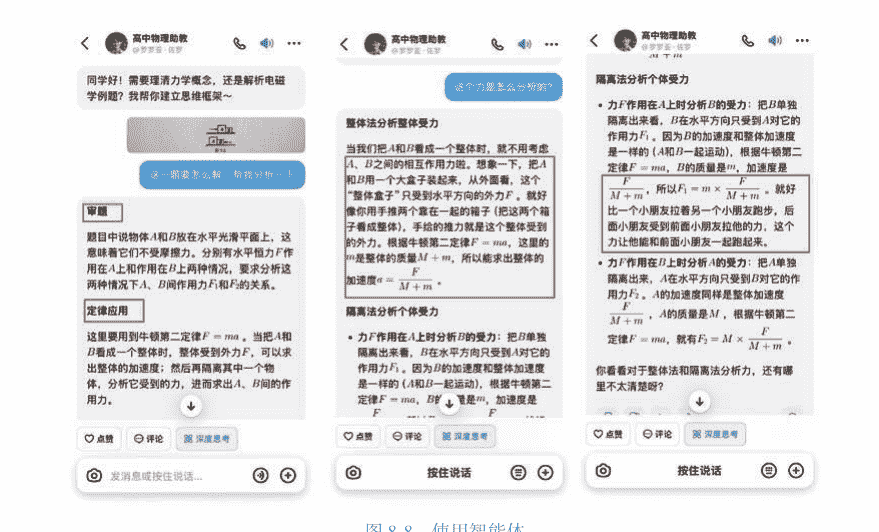 高中物理助教
@罗罗亚·佐罗
同学好！需要理清力学概念，还是解析电磁
学例题？我帮你建立思维框架～
审题
题目中说物体A和B放在水平光滑平面上，这
意味着它们不受摩擦力。分别有水平恒力F作
用在A上和作用在B上两种情况，要求分析这
两种情况下A、B间作用力F₁和F₂的关系。
定律应用
这里要用到牛顿第二定律F = ma 。当把A和
B看成一个整体时，整体受到外力F，可以求
出整体的加速度；然后再隔离其中一个物
体，分析它受到的力，进而求出A、B间的作
用力。
点赞 评论 深度思考
发消息或按住说话...
高中物理助教
@罗罗亚·佐罗
这个力是怎么分析的？
整体法分析整体受力
当我们把A和B看成一个整体时，就不用考虑
A、B之间的相互作用力啦。想象一下，把A
和B用一个大盒子装起来，从外面看，这个
“整体盒子”只受到水平方向的外力F 。就好
像你用手推两个靠在一起的箱子（把这两个箱
子看成整体），手给的推力就是这个整体受到
的外力。根据牛顿第二定律F = ma，这里的
m是整体的质量M + m，所以能求出整体的
加速度a = F/(M + m) 。
隔离法分析个体受力
• 力F作用在A上时分析B的受力：把B单独
隔离出来看，B在水平方向只受到A对它的
作用力F₁ 。因为B的加速度和整体加速度
是一样的（A和B一起运动），根据牛顿第二
定律F = ma，B的质量是m，加速度是
点赞 评论 深度思考
按住说话
高中物理助教
@罗罗亚·佐罗
M + m
隔离法分析个体受力
• 力F作用在A上时分析B的受力：把B单独
隔离出来看，B在水平方向只受到A对它的
作用力F₁ 。因为B的加速度和整体加速度
是一样的（A和B一起运动），根据牛顿第二
定律F = ma，B的质量是m，加速度是
F/(M + m) ，所以F₁ = m × F/(M + m) 。就好
比一个小朋友拉着另一个小朋友跑步，后
面小朋友受到前面小朋友拉他的力，这个
力让他能和前面小朋友一起跑起来。
• 力F作用在B上时分析A的受力：把A单独
隔离出来，A在水平方向只受到B对它的作
用力F₂ 。A的加速度同样是整体加速度
F/(M + m) ，A的质量是M ，根据牛顿第二
定律F = ma，就有F₂ = M × F/(M + m) 。
你看看对于整体法和隔离法分析力，还有哪
里不太清楚呀？
点赞 评论 深度思考
按住说话
图 8-8 使用智能体